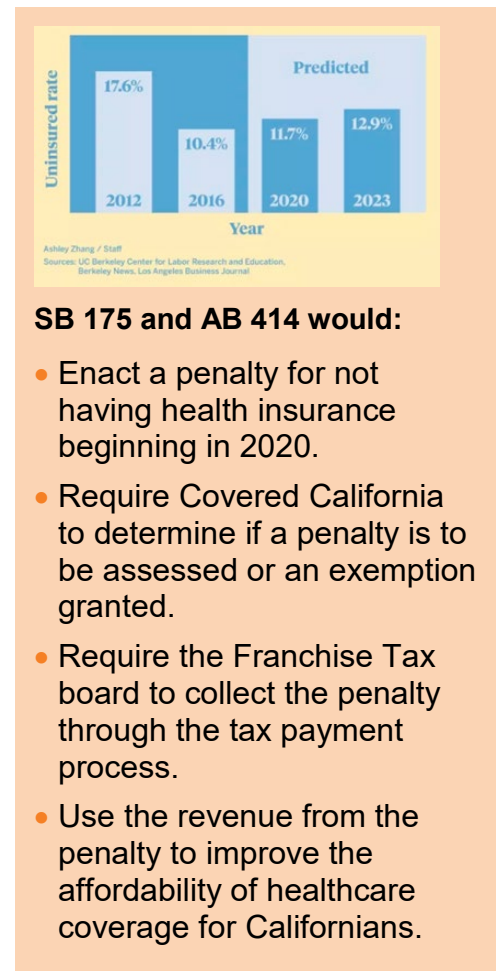 Uninsured rate
Predicted
17.6%
10.4%
11.7%
12.9%
2012
2016
2020
2023
Year
Ashley Zhang / Staff
Sources: UC Berkeley Center for Labor Research and Education,
Berkeley News, Los Angeles Business Journal
SB 175 and AB 414 would:
• Enact a penalty for not
having health insurance
beginning in 2020.
• Require Covered California
to determine if a penalty is to
be assessed or an exemption
granted.
• Require the Franchise Tax
board to collect the penalty
through the tax payment
process.
• Use the revenue from the
penalty to improve the
affordability of healthcare
coverage for Californians.